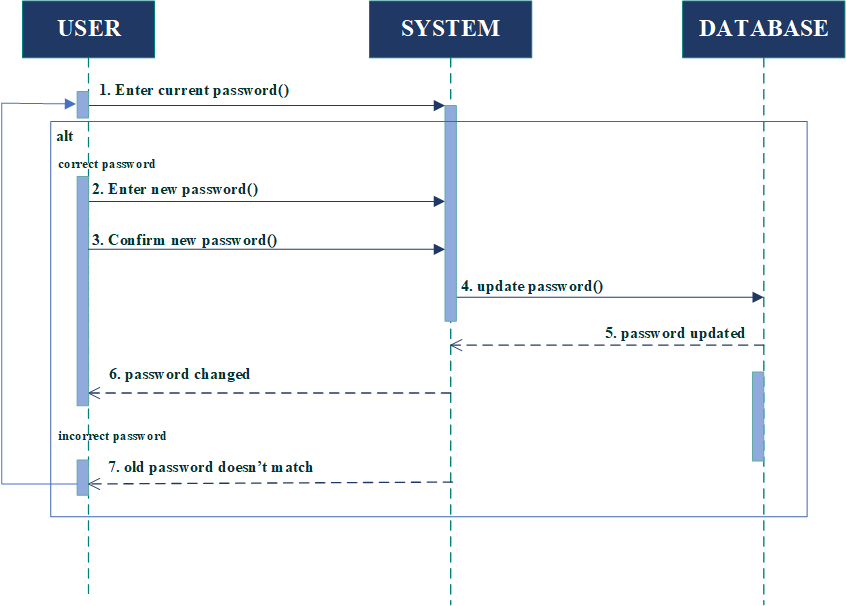 USER
SYSTEM
DATABASE
1. Enter current password()
alt
correct password
2. Enter new password()
3. Confirm new password()
4. update password()
5. password updated
6. password changed
incorrect password
7. old password doesn’t match